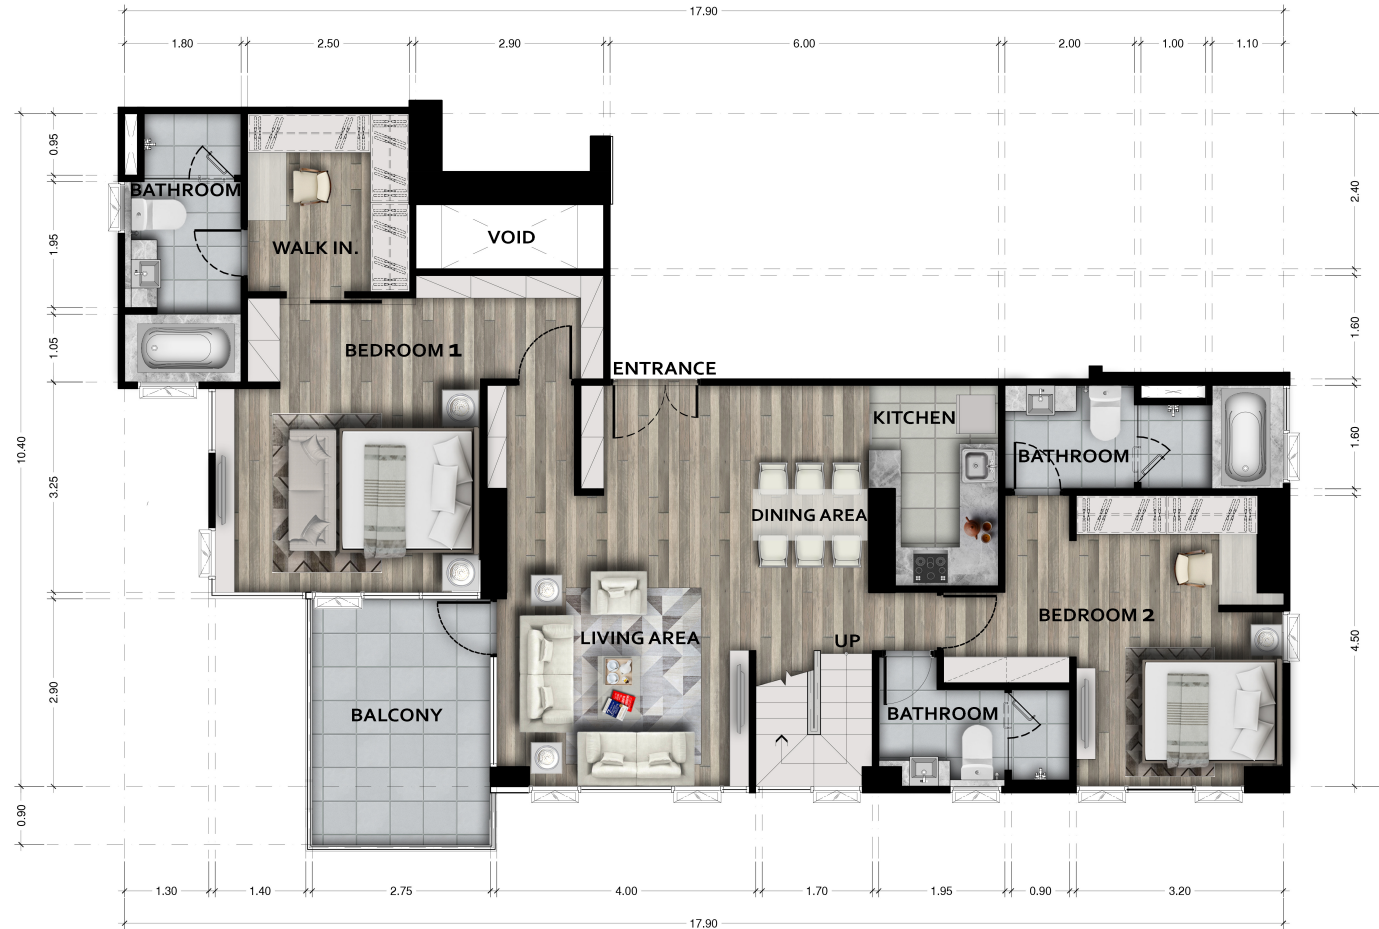 17.90
1.80 2.50 2.90 6.00 2.00 1.00 1.10
0.95
BATHROOM
2.40
1.95
WALK IN.
VOID
1.05
BEDROOM 1
1.60
ENTRANCE
KITCHEN
10.40
BATHROOM
1.60
3.25
DINING AREA
BEDROOM 2
LIVING AREA
UP
4.50
2.90
BALCONY
BATHROOM
0.90
1.30 1.40 2.75 4.00 1.70 1.95 0.90 3.20
17.90